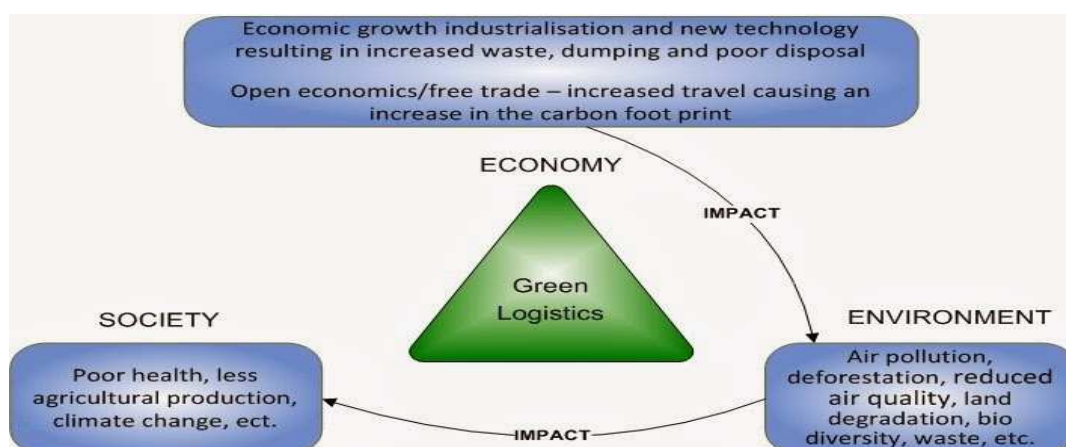 Economic growth industrialisation and new technology
resulting in increased waste, dumping and poor disposal
Open economics/free trade – increased travel causing an
increase in the carbon foot print
ECONOMY
IMPACT
Green
Logistics
SOCIETY
ENVIRONMENT
Poor health, less
agricultural production,
climate change, ect.
Air pollution,
deforestation, reduced
air quality, land
degradation, bio
diversity, waste, etc.
IMPACT